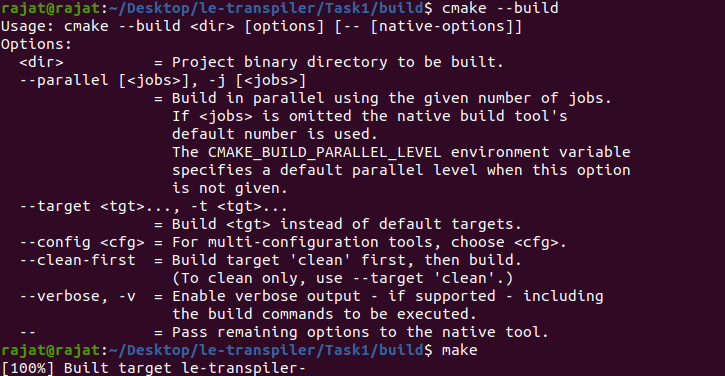 rajat@rajat:~/Desktop/le-transpiler/Task1/build$ cmake --build
Usage: cmake --build <dir> [options] [-- [native-options]]
Options:
  <dir>          = Project binary directory to be built.
  --parallel [<jobs>], -j [<jobs>]
                 = Build in parallel using the given number of jobs.
                   If <jobs> is omitted the native build tool's
                   default number is used.
                   The CMAKE_BUILD_PARALLEL_LEVEL environment variable
                   specifies a default parallel level when this option
                   is not given.
  --target <tgt>..., -t <tgt>...
                 = Build <tgt> instead of default targets.
  --config <cfg> = For multi-configuration tools, choose <cfg>.
  --clean-first  = Build target 'clean' first, then build.
                   (To clean only, use --target 'clean'.)
  --verbose, -v  = Enable verbose output - if supported - including
                   the build commands to be executed.
  --             = Pass remaining options to the native tool.
rajat@rajat:~/Desktop/le-transpiler/Task1/build$ make
[100%] Built target le-transpiler-